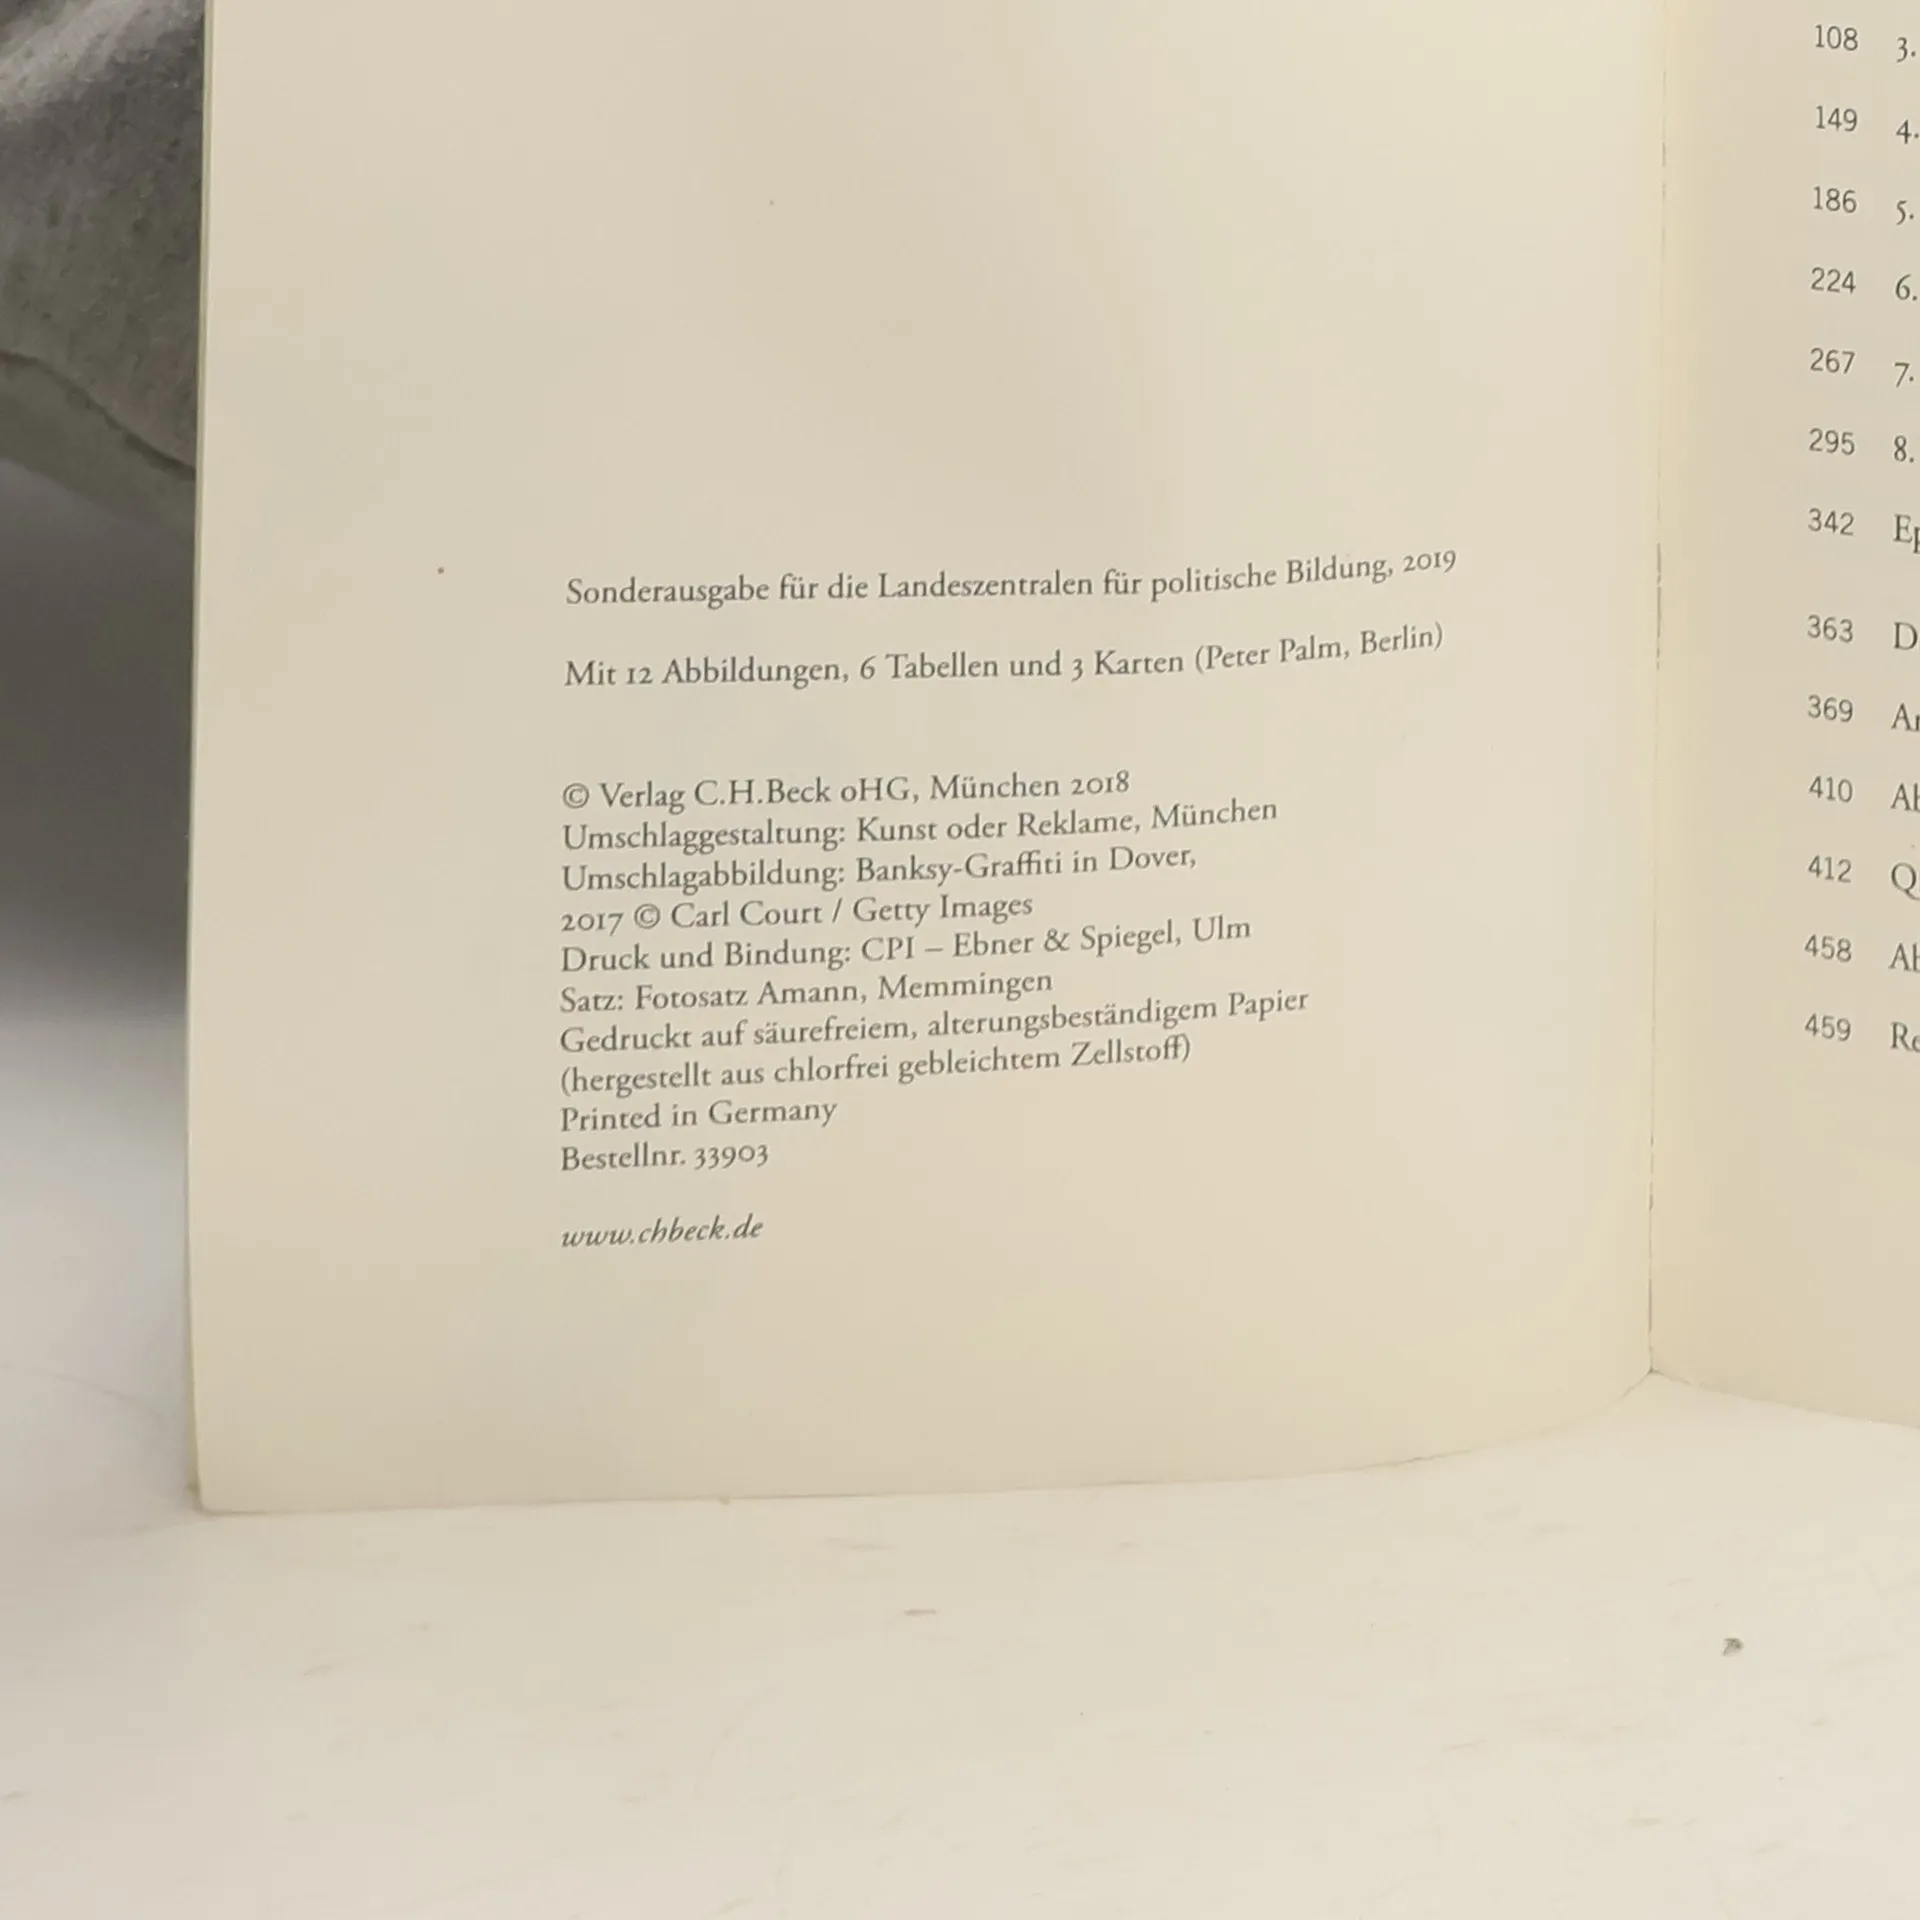 Sonderausgabe für die Landeszentralen für politische Bildung, 2019
Mit 12 Abbildungen, 6 Tabellen und 3 Karten (Peter Palm, Berlin)
© Verlag C.H.Beck oHG, München 2018
Umschlaggestaltung: Kunst oder Reklame, München
Umschlagabbildung: Banksy-Graffiti in Dover,
2017 © Carl Court / Getty Images
Druck und Bindung: CPI – Ebner & Spiegel, Ulm
Satz: Fotosatz Amann, Memmingen
Gedruckt auf säurefreiem, alterungsbeständigem Papier
(hergestellt aus chlorfrei gebleichtem Zellstoff)
Printed in Germany
Bestellnr. 33903
www.chbeck.de
108 3.
149 4.
186 5.
224 6.
267 7.
295 8.
342
363
369
410
412
458
459